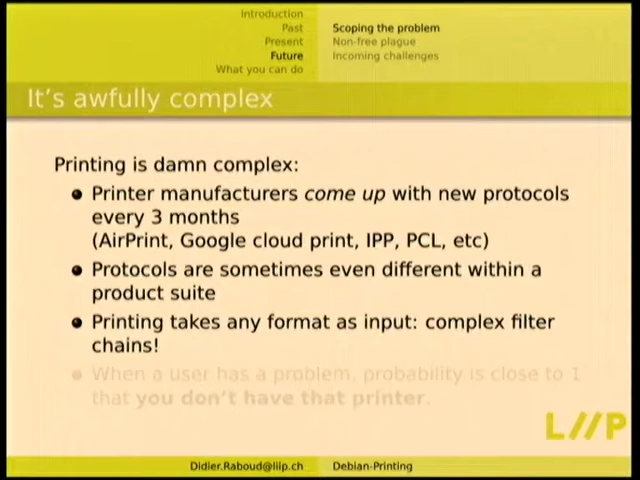 Introduction
Past
Present
Future
What you can do
Scoping the problem
Non-free plague
Incoming challenges
It's awfully complex
Printing is damn complex:
Printer manufacturers come up with new protocols
every 3 months
(AirPrint, Google cloud print, IPP, PCL, etc)
Protocols are sometimes even different within a
product suite
Printing takes any format as input: complex filter
chains!
When a user has a problem, probability is close to 1
that you don't have that printer.
LIIP
Didier.Raboud@liip.ch
Debian-Printing